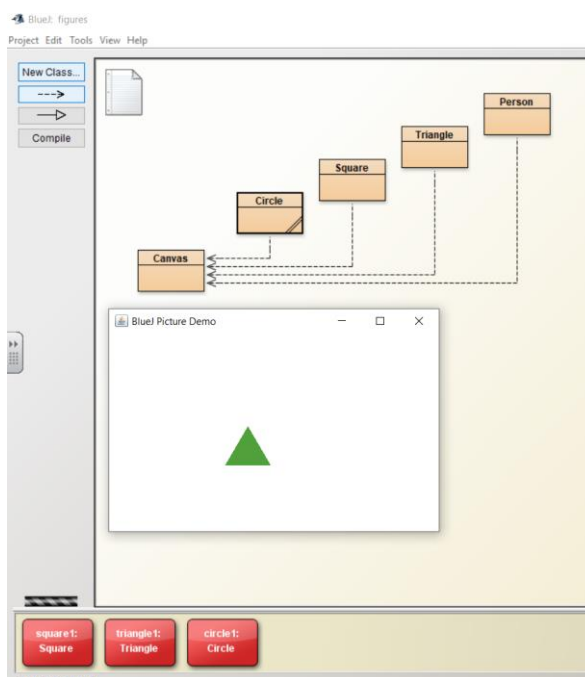 BlueJ: figures
Project Edit Tools View Help
New Class...
Compile
Person
Triangle
Square
Circle
Canvas
BlueJ Picture Demo
square1:
Square
triangle1:
Triangle
circle1:
Circle